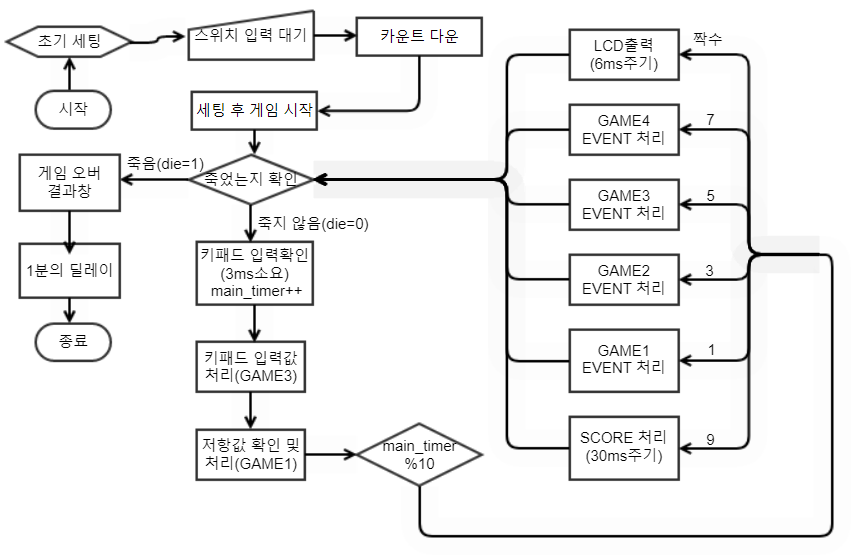 초기 세팅
스위치 입력 대기
카운트 다운
시작
세팅 후 게임 시작
죽었는지 확인
죽음(die=1)
게임 오버
결과창
1분의 딜레이
종료
죽지 않음(die=0)
키패드 입력확인
(3ms소요)
main_timer++
키패드 입력값
처리(GAME3)
저항값 확인 및
처리(GAME1)
main_timer
%10
LCD출력
(6ms주기)
짝수
GAME4
EVENT 처리
7
GAME3
EVENT 처리
5
GAME2
EVENT 처리
3
GAME1
EVENT 처리
1
SCORE 처리
(30ms주기)
9